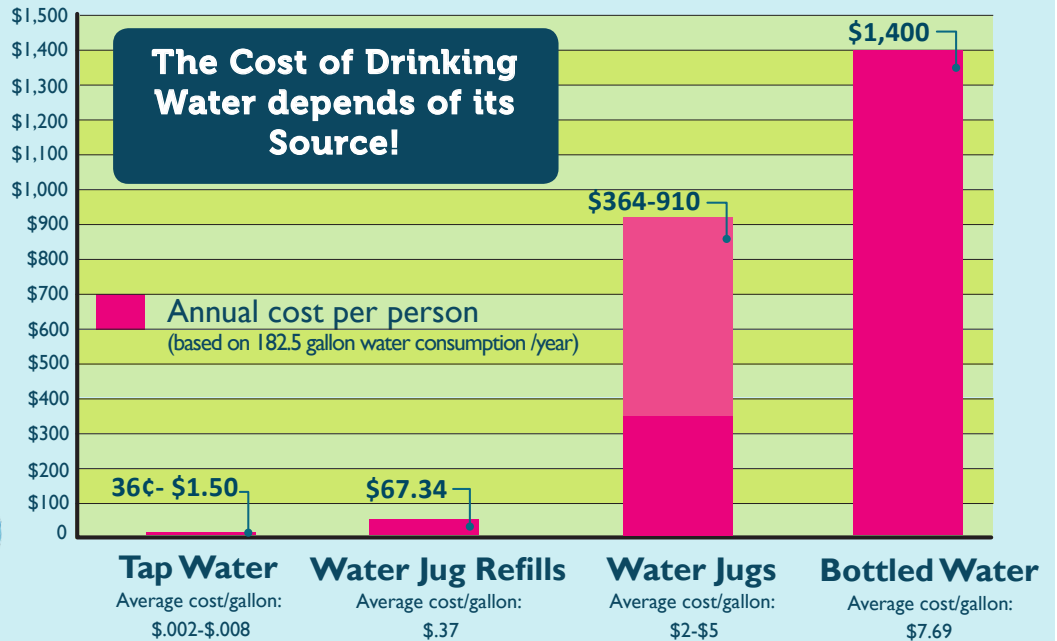 $1,500
$1,400
$1,300
$1,200
$1,100
$1,000
$900
$800
$700
$600
$500
$400
$300
$200
$100
0
The Cost of Drinking
Water depends of its
Source!
Annual cost per person
(based on 182.5 gallon water consumption /year)
36¢- $1.50
$67.34
$364-910
$1,400
Tap Water
Average cost/gallon:
$.002-$.008
Water Jug Refills
Average cost/gallon:
$.37
Water Jugs
Average cost/gallon:
$2-$5
Bottled Water
Average cost/gallon:
$7.69